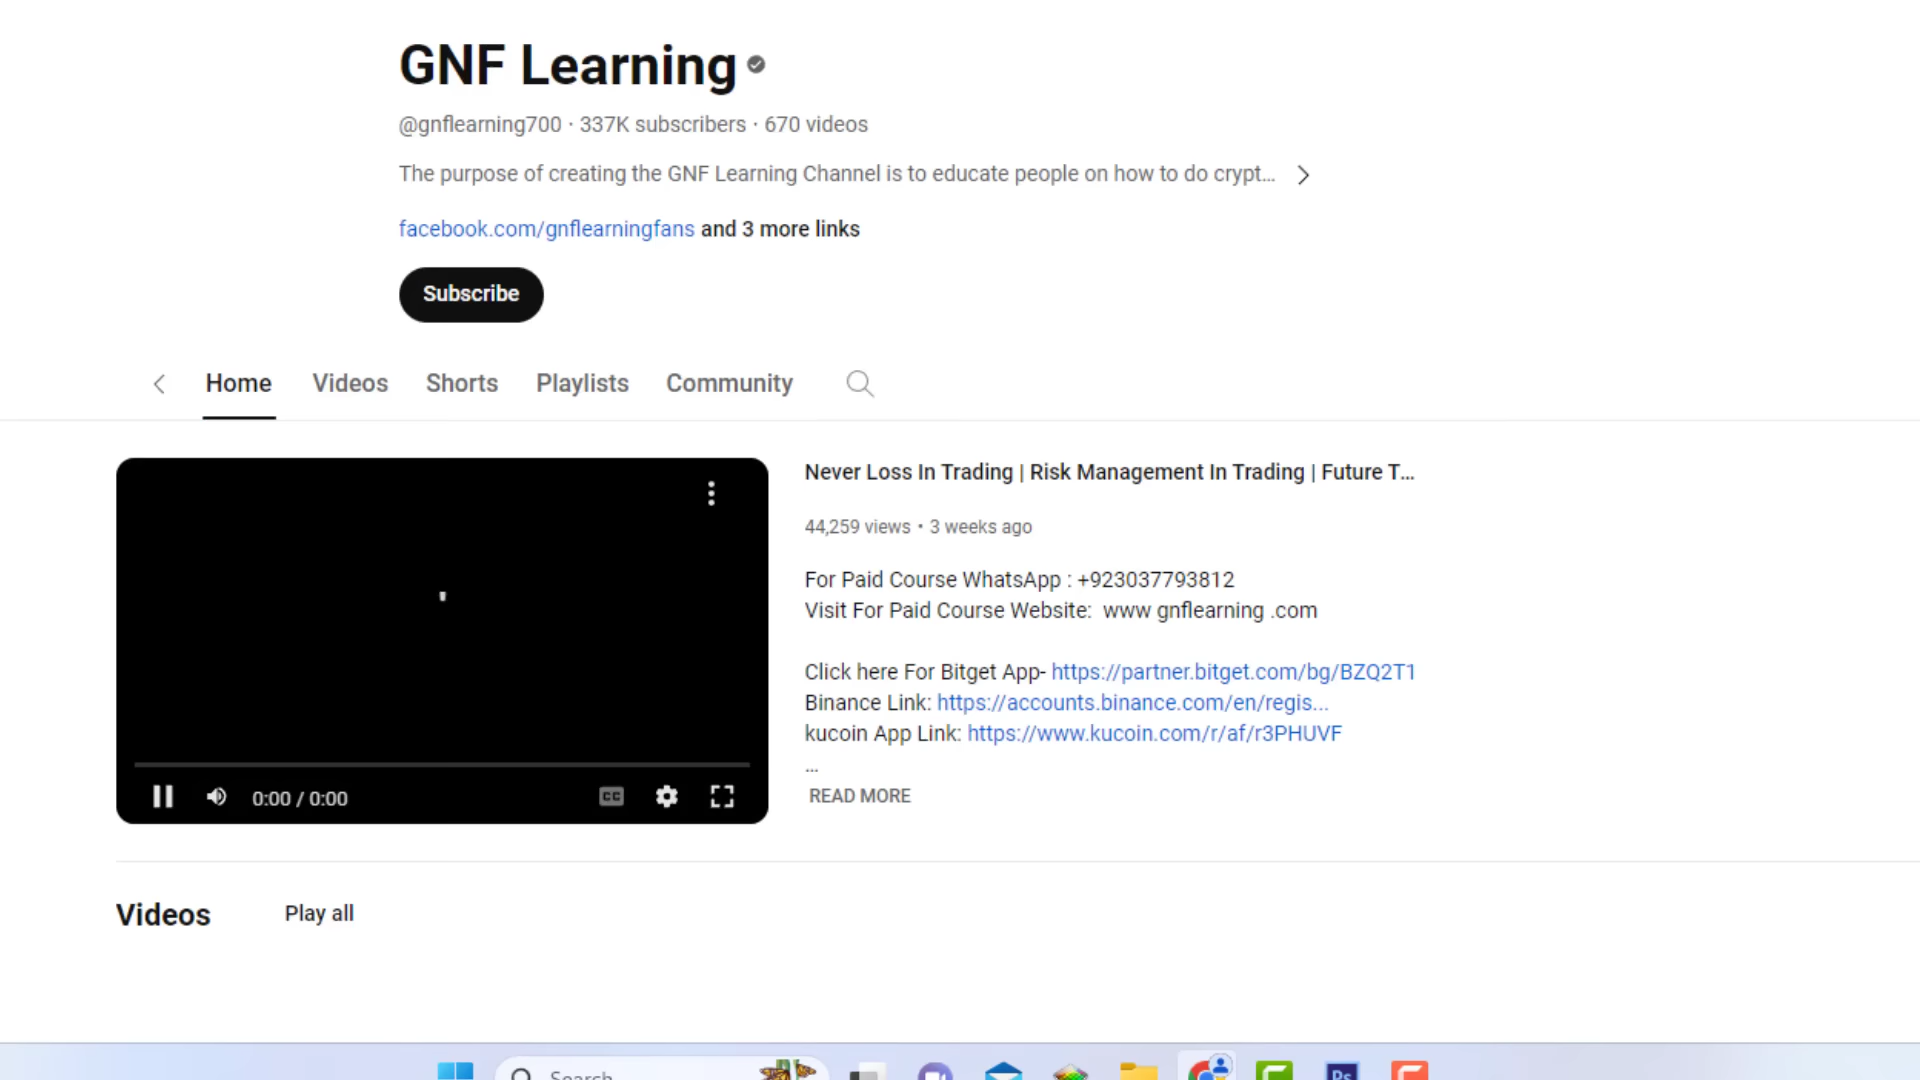 GNF Learning
@gnflearning700 · 337K subscribers · 670 videos
The purpose of creating the GNF Learning Channel is to educate people on how to do crypt...
facebook.com/gnflearningfans and 3 more links
Subscribe
Home Videos Shorts Playlists Community
Never Loss In Trading | Risk Management In Trading | Future T...
44,259 views • 3 weeks ago
For Paid Course WhatsApp : +923037793812
Visit For Paid Course Website:  www gnflearning .com
Click here For Bitget App- https://partner.bitget.com/bg/BZQ2T1
Binance Link: https://accounts.binance.com/en/regis...
kucoin App Link: https://www.kucoin.com/r/af/r3PHUVF
...
READ MORE
0:00 / 0:00
CC
Videos
Play all
Search
Ps